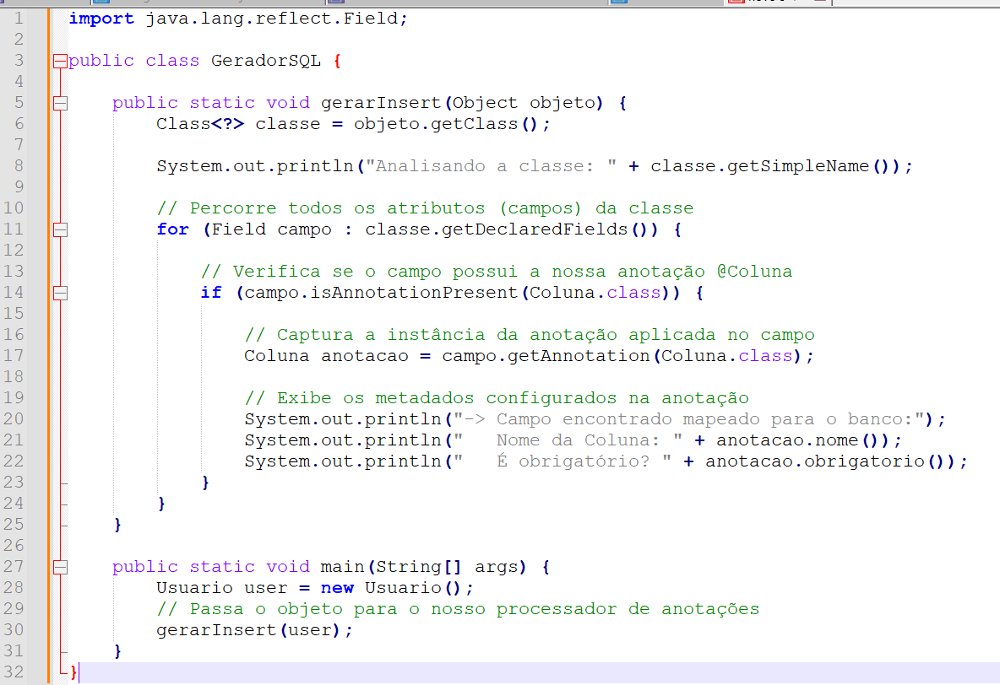 1 import java.lang.reflect.Field;
2
3 public class GeradorSQL {
4
5     public static void gerarInsert(Object objeto) {
6         Class<?> classe = objeto.getClass();
7
8         System.out.println("Analisando a classe: " + classe.getSimpleName());
9
10         // Percorre todos os atributos (campos) da classe
11         for (Field campo : classe.getDeclaredFields()) {
12
13             // Verifica se o campo possui a nossa anotação @Coluna
14             if (campo.isAnnotationPresent(Coluna.class)) {
15
16                 // Captura a instância da anotação aplicada no campo
17                 Coluna anotacao = campo.getAnnotation(Coluna.class);
18
19                 // Exibe os metadados configurados na anotação
20                 System.out.println("-> Campo encontrado mapeado para o banco:");
21                 System.out.println("   Nome da Coluna: " + anotacao.nome());
22                 System.out.println("   É obrigatório? " + anotacao.obrigatorio());
23             }
24         }
25     }
26
27     public static void main(String[] args) {
28         Usuario user = new Usuario();
29         // Passa o objeto para o nosso processador de anotações
30         gerarInsert(user);
31     }
32 }